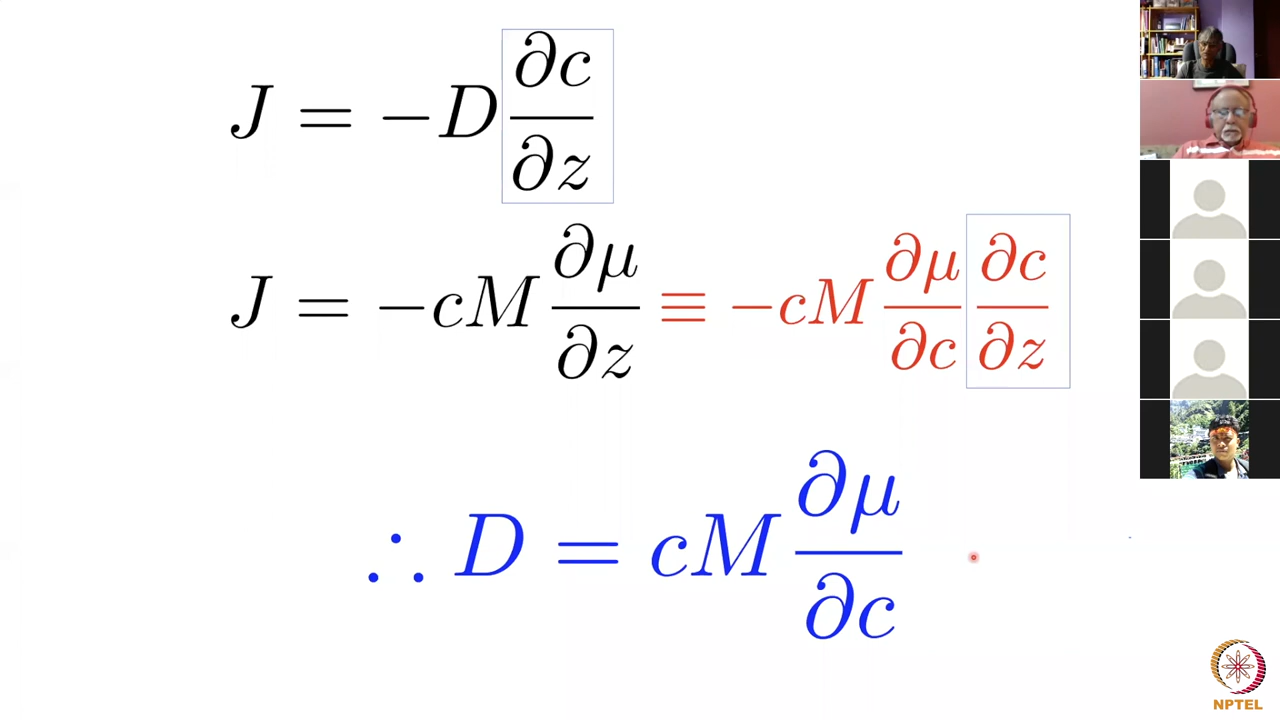 J = −D ∂c/∂z
J = −cM ∂μ/∂z ≡ −cM ∂μ/∂c ∂c/∂z
∴ D = cM ∂μ/∂c
NPTEL